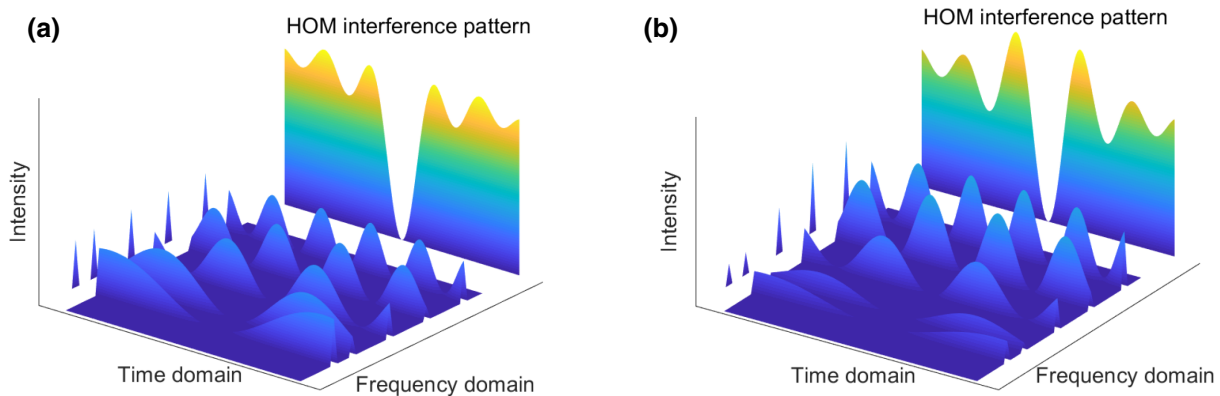 (a)
HOM interference pattern
Intensity
Time domain
Frequency domain
(b)
HOM interference pattern
Intensity
Time domain
Frequency domain